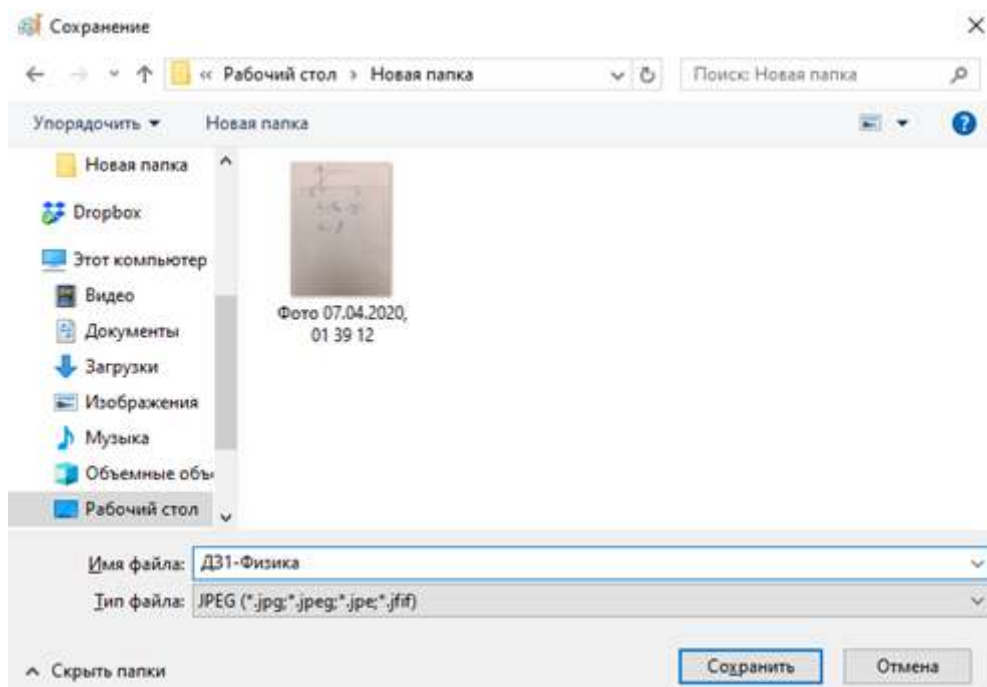 Сохранение
« Рабочий стол › Новая папка
Поиск: Новая папка
Упорядочить
Новая папка
Новая папка
Dropbox
Этот компьютер
Видео
Документы
Загрузки
Изображения
Музыка
Объемные объ
Рабочий стол
Фото 07.04.2020,
01 39 12
Имя файла: ДЗ1-Физика
Тип файла: JPEG (*.jpg;*.jpeg;*.jpe;*.jfif)
Скрыть папки
Сохранить
Отмена